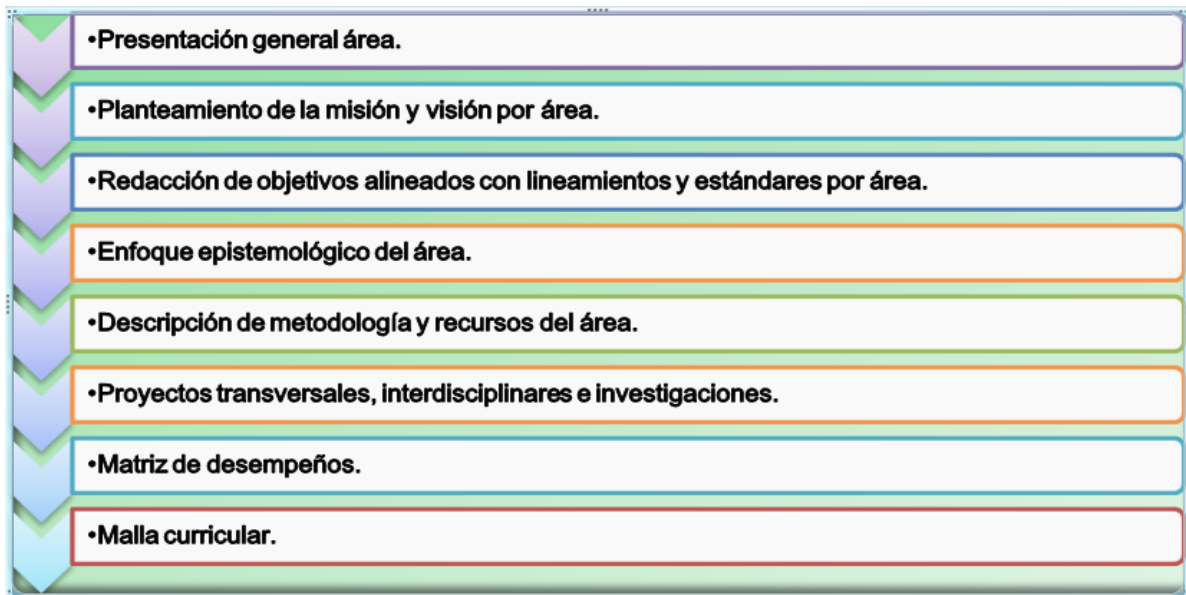 •Presentación general área.
•Planteamiento de la misión y visión por área.
•Redacción de objetivos alineados con lineamientos y estándares por área.
•Enfoque epistemológico del área.
•Descripción de metodología y recursos del área.
•Proyectos transversales, interdisciplinares e investigaciones.
•Matriz de desempeños.
•Malla curricular.